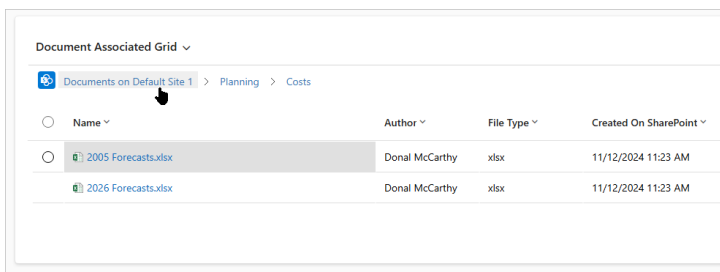 Document Associated Grid
Documents on Default Site 1 > Planning > Costs
Name Author File Type Created On SharePoint
2005 Forecasts.xlsx Donal McCarthy xlsx 11/12/2024 11:23 AM
2026 Forecasts.xlsx Donal McCarthy xlsx 11/12/2024 11:23 AM